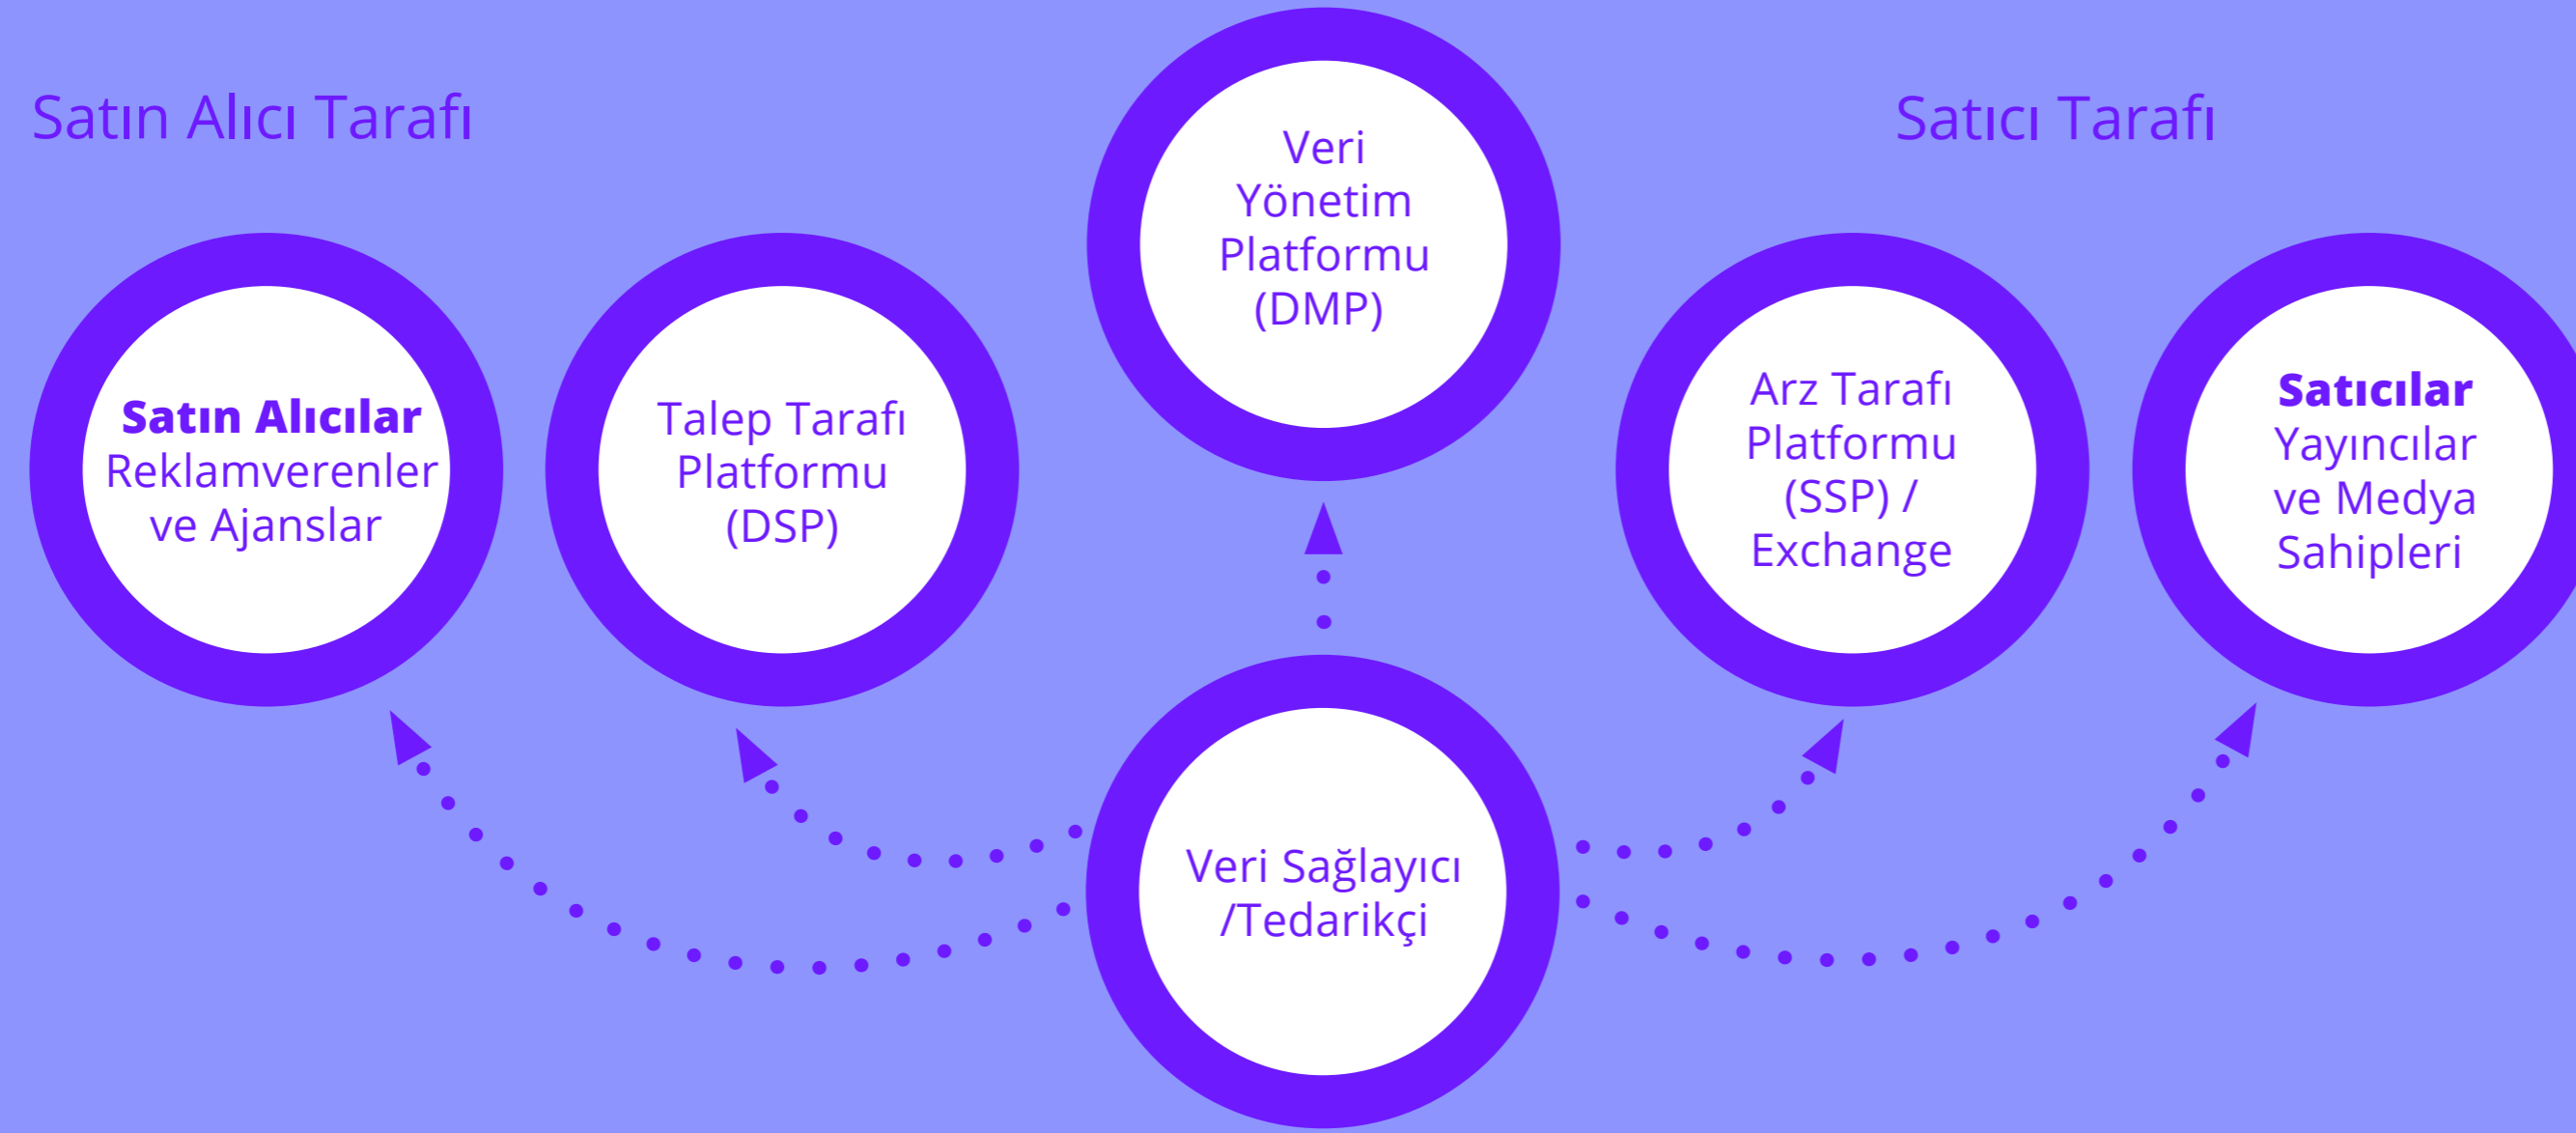 Satın Alıcı Tarafı
Satıcı Tarafı
Satın Alıcılar
Reklamverenler
ve Ajanslar
Talep Tarafı
Platformu
(DSP)
Veri
Yönetim
Platformu
(DMP)
Arz Tarafı
Platformu
(SSP) /
Exchange
Satıcılar
Yayıncılar
ve Medya
Sahipleri
Veri Sağlayıcı
/Tedarikçi